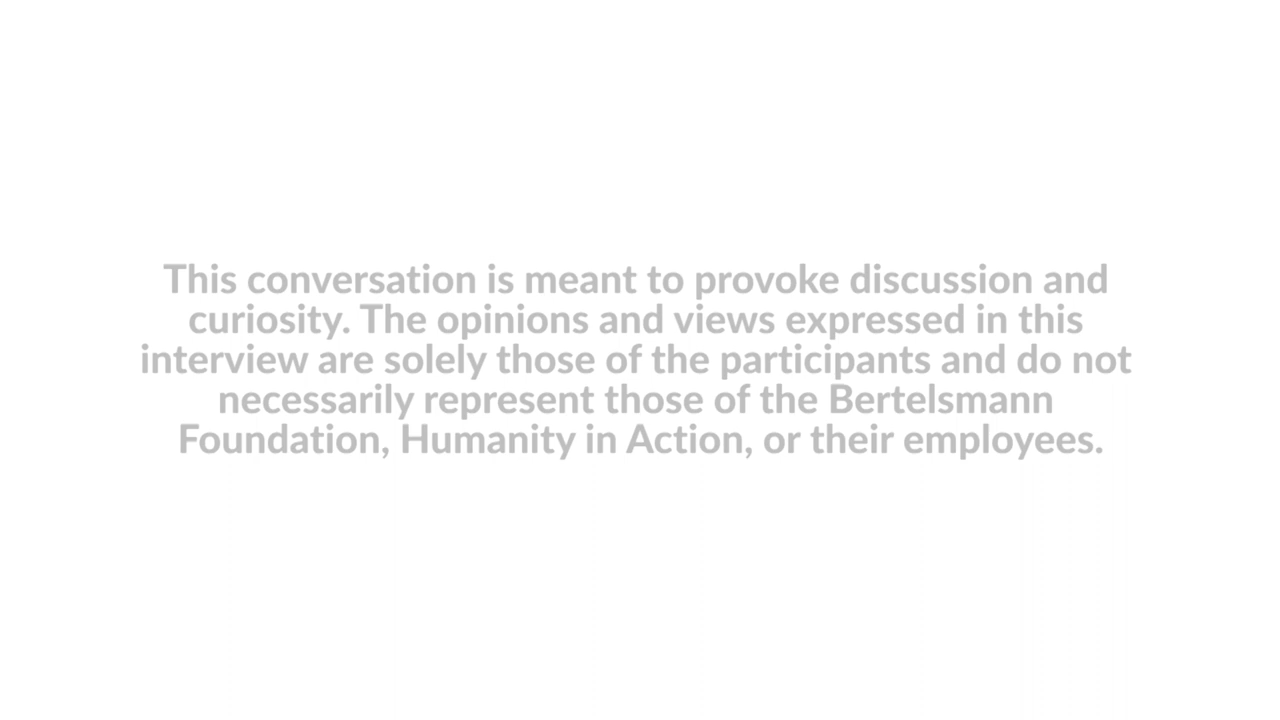 This conversation is meant to provoke discussion and
curiosity. The opinions and views expressed in this
interview are solely those of the participants and do not
necessarily represent those of the Bertelsmann
Foundation, Humanity in Action, or their employees.